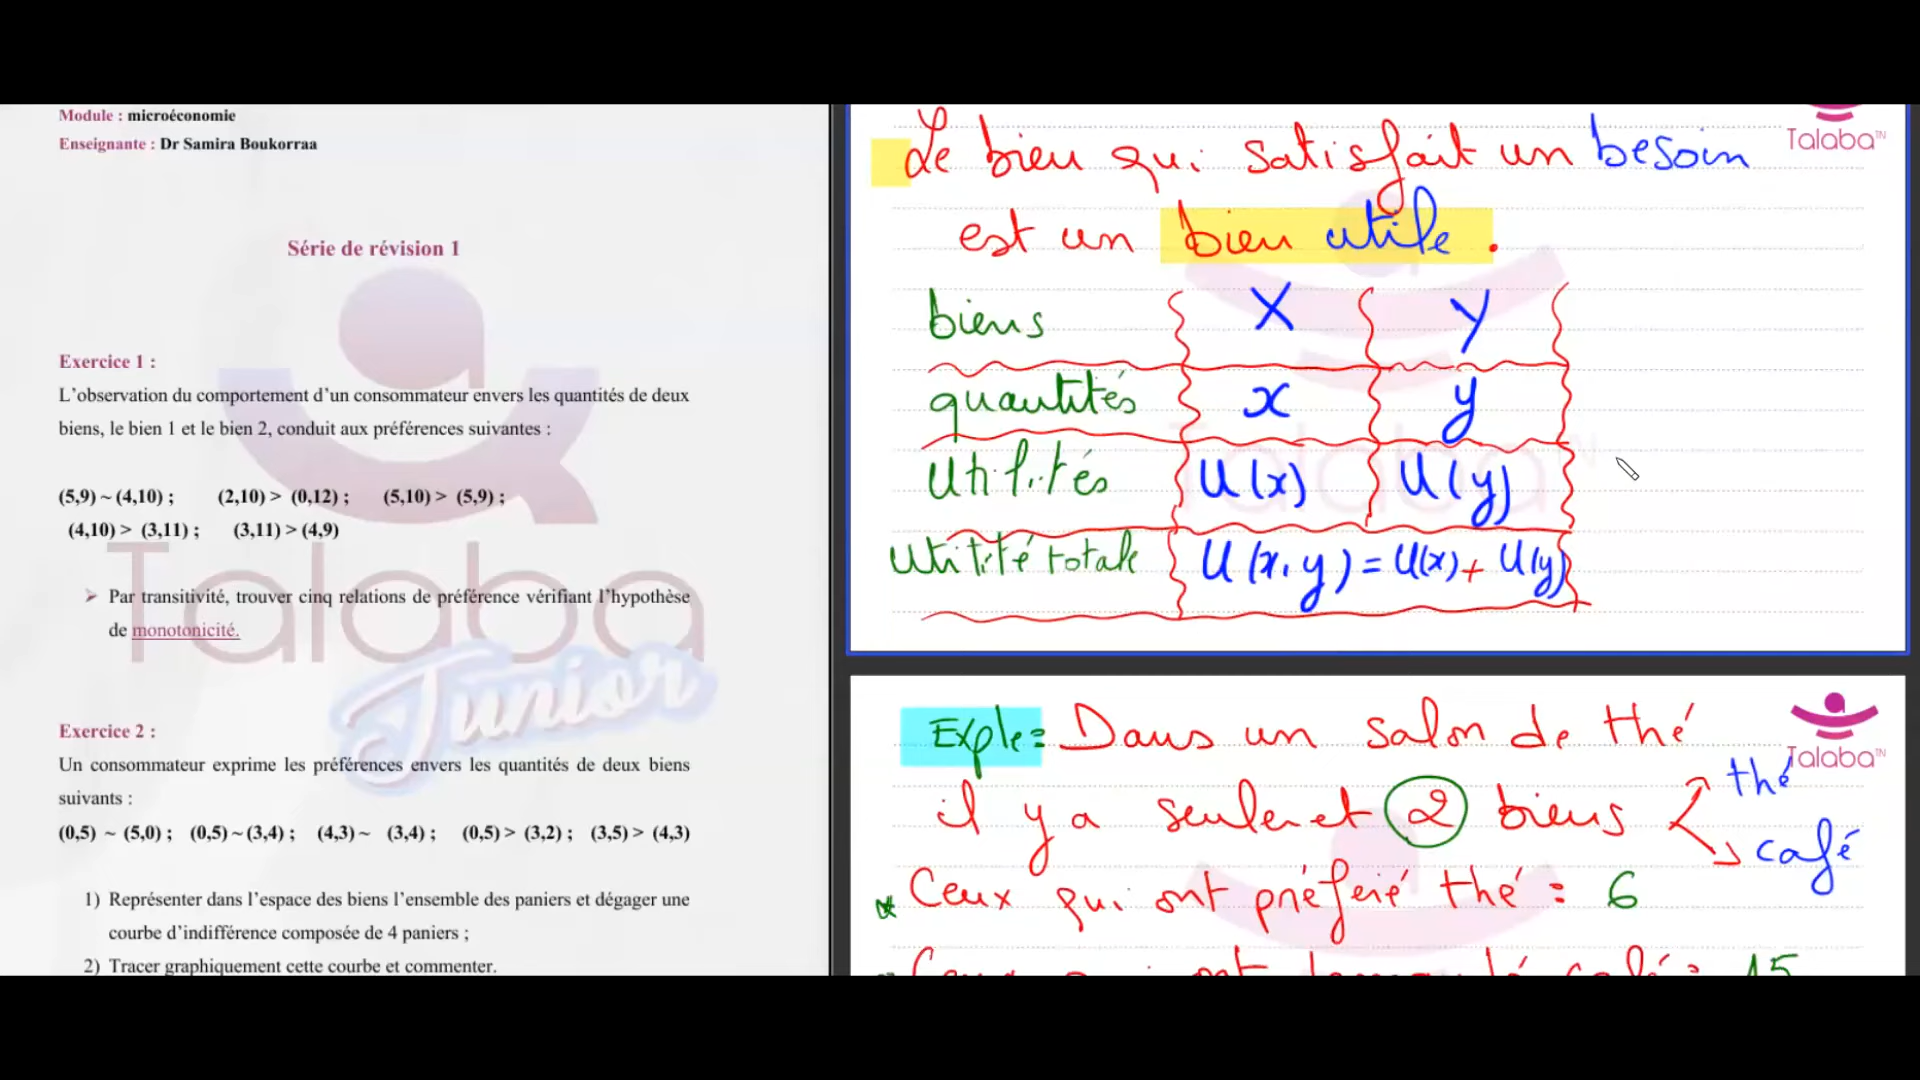 Module : microéconomie
Enseignante : Dr Samira Boukorraa
Série de révision 1
Exercice 1 :
L'observation du comportement d'un consommateur envers les quantités de deux
biens, le bien 1 et le bien 2, conduit aux préférences suivantes :
(5,9) ~ (4,10) ; (2,10) > (0,12) ; (5,10) > (5,9) ;
(4,10) > (3,11) ; (3,11) > (4,9)
➢ Par transitivité, trouver cinq relations de préférence vérifiant l'hypothèse
de monotonicité.
Talaba
Junior
Exercice 2 :
Un consommateur exprime les préférences envers les quantités de deux biens
suivants :
(0,5) ~ (5,0) ; (0,5) ~ (3,4) ; (4,3) ~ (3,4) ; (0,5) > (3,2) ; (3,5) > (4,3)
1) Représenter dans l'espace des biens l'ensemble des paniers et dégager une
courbe d'indifférence composée de 4 paniers ;
2) Tracer graphiquement cette courbe et commenter.
Talaba
Le bien qui satisfait un besoin
est un bien utile .
biens X Y
quantités x y
Utilités U(x) U(y)
Utilité totale U(x,y) = U(x) + U(y)
Talaba
Exple : Dans un salon de thé
il y a seulemet 2 biens thé
café
* Ceux qui ont préferé thé : 6
15